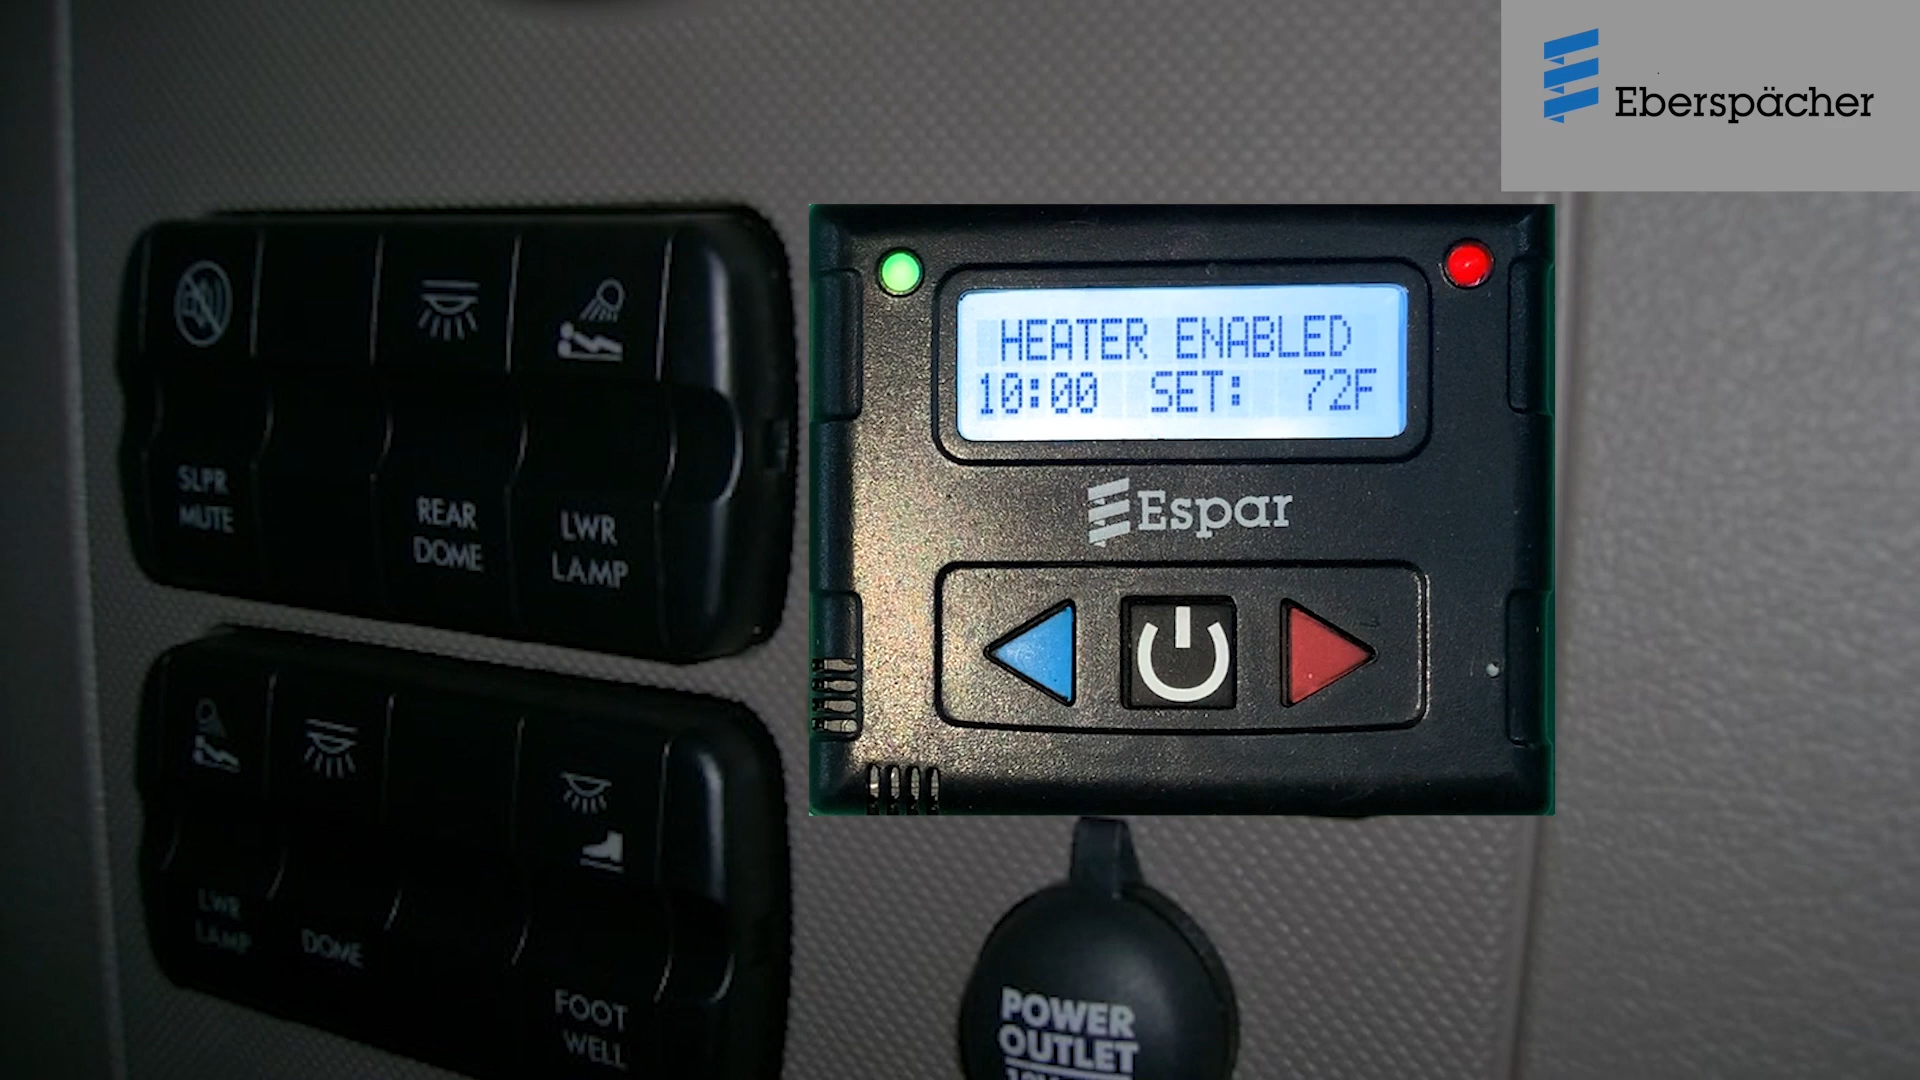 Eberspächer
HEATER ENABLED
10:00 SET: 72F
Espar
SLPR
MUTE
REAR
DOME
LWR
LAMP
LWR
LAMP
DOME
FOOT
WELL
POWER
OUTLET